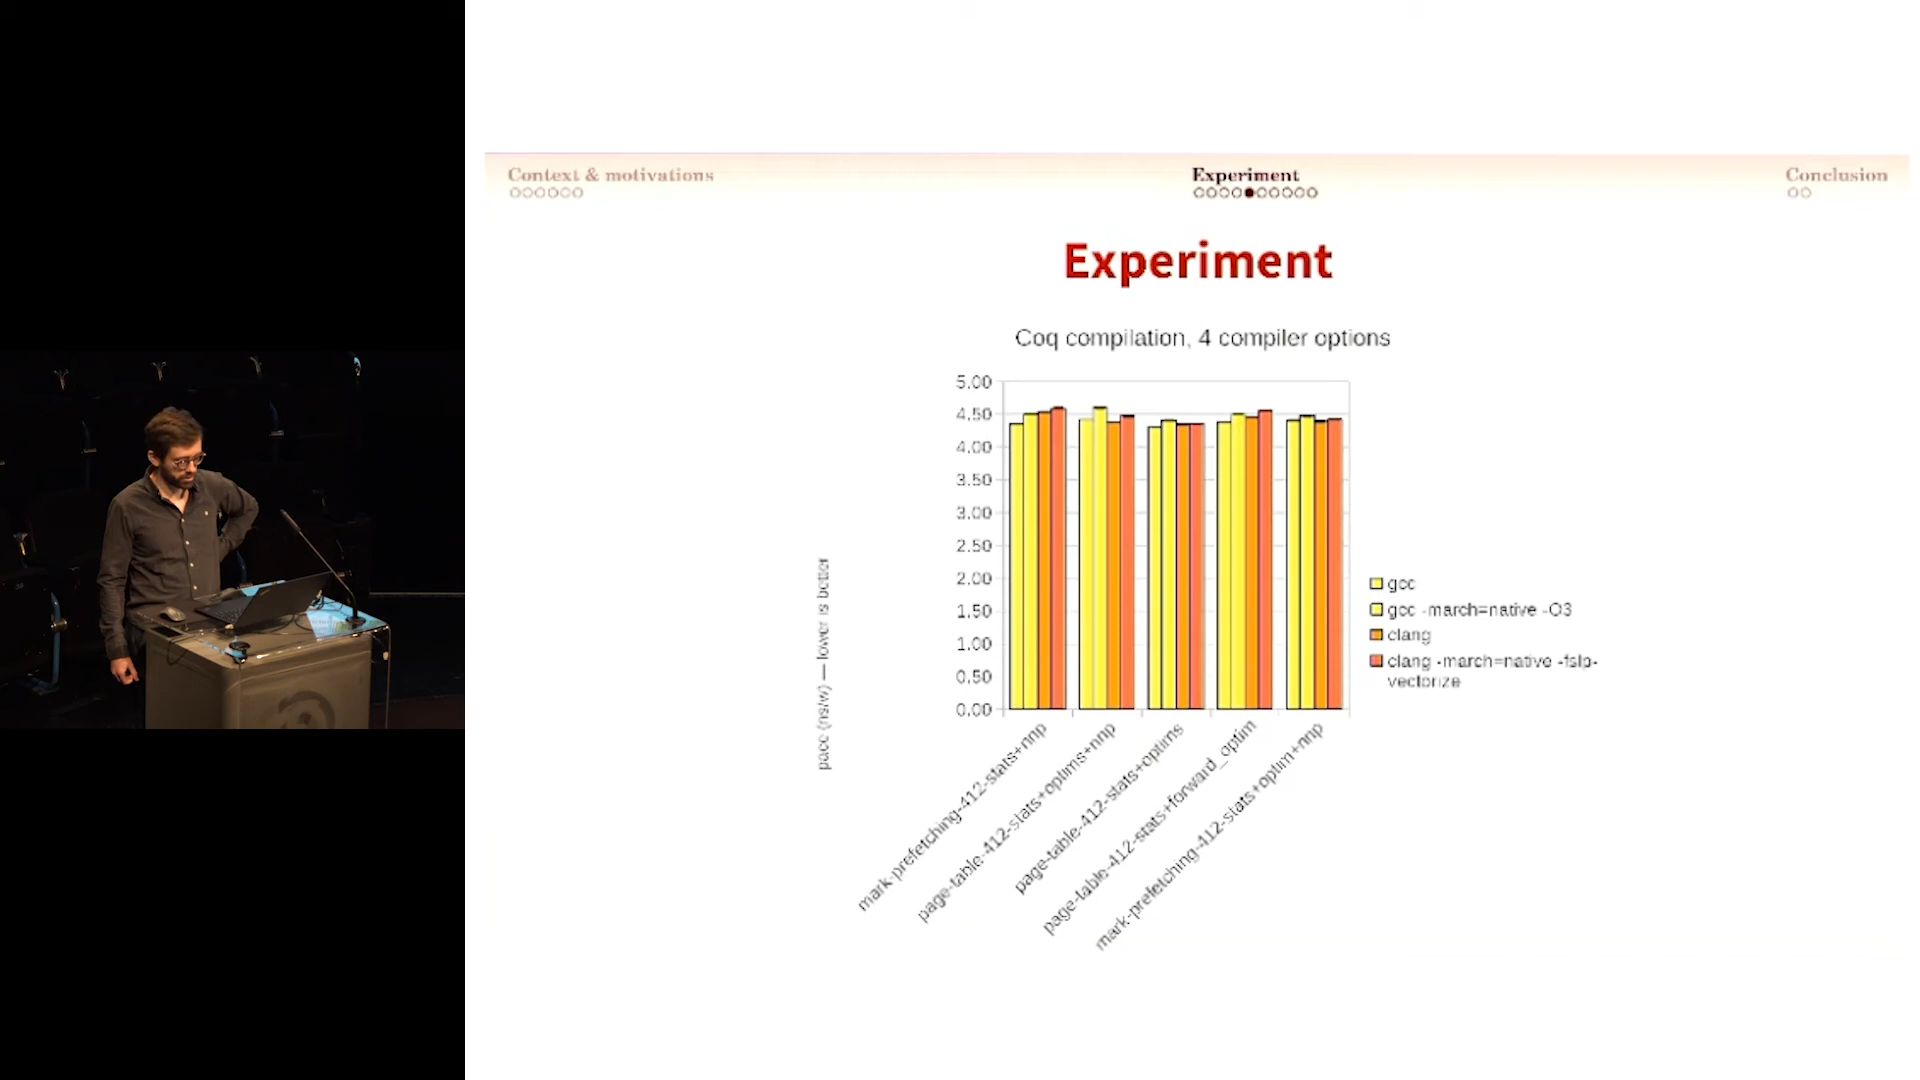 Context & motivations
Experiment
Conclusion
Experiment
Coq compilation, 4 compiler options
5.00
4.50
4.00
3.50
3.00
2.50
2.00
1.50
1.00
0.50
0.00
pace (ns/w) — lower is better
mark-prefetching-412-stats+nnp
page-table-412-stats+optims+nnp
page-table-412-stats+optims
page-table-412-stats+forward_optim
mark-prefetching-412-stats+optim+nnp
gcc
gcc -march=native -O3
clang
clang -march=native -fslp-
vectorize